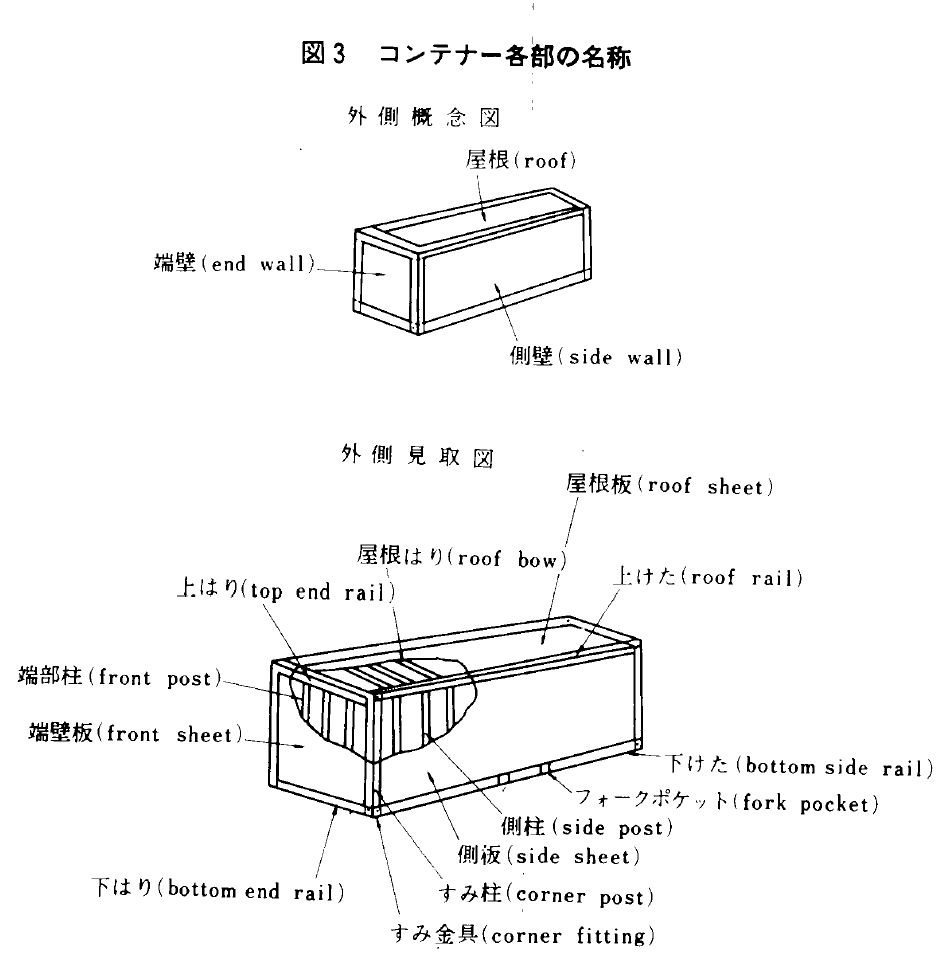 図3 コンテナー各部の名称
外側概念図
屋根(roof)
端壁(end wall)
側壁(side wall)
外側見取図
屋根板(roof sheet)
屋根はり(roof bow)
上けた(roof rail)
上はり(top end rail)
端部柱(front post)
端壁板(front sheet)
下けた(bottom side rail)
フォークポケット(fork pocket)
側柱(side post)
側板(side sheet)
下はり(bottom end rail)
すみ柱(corner post)
すみ金具(corner fitting)